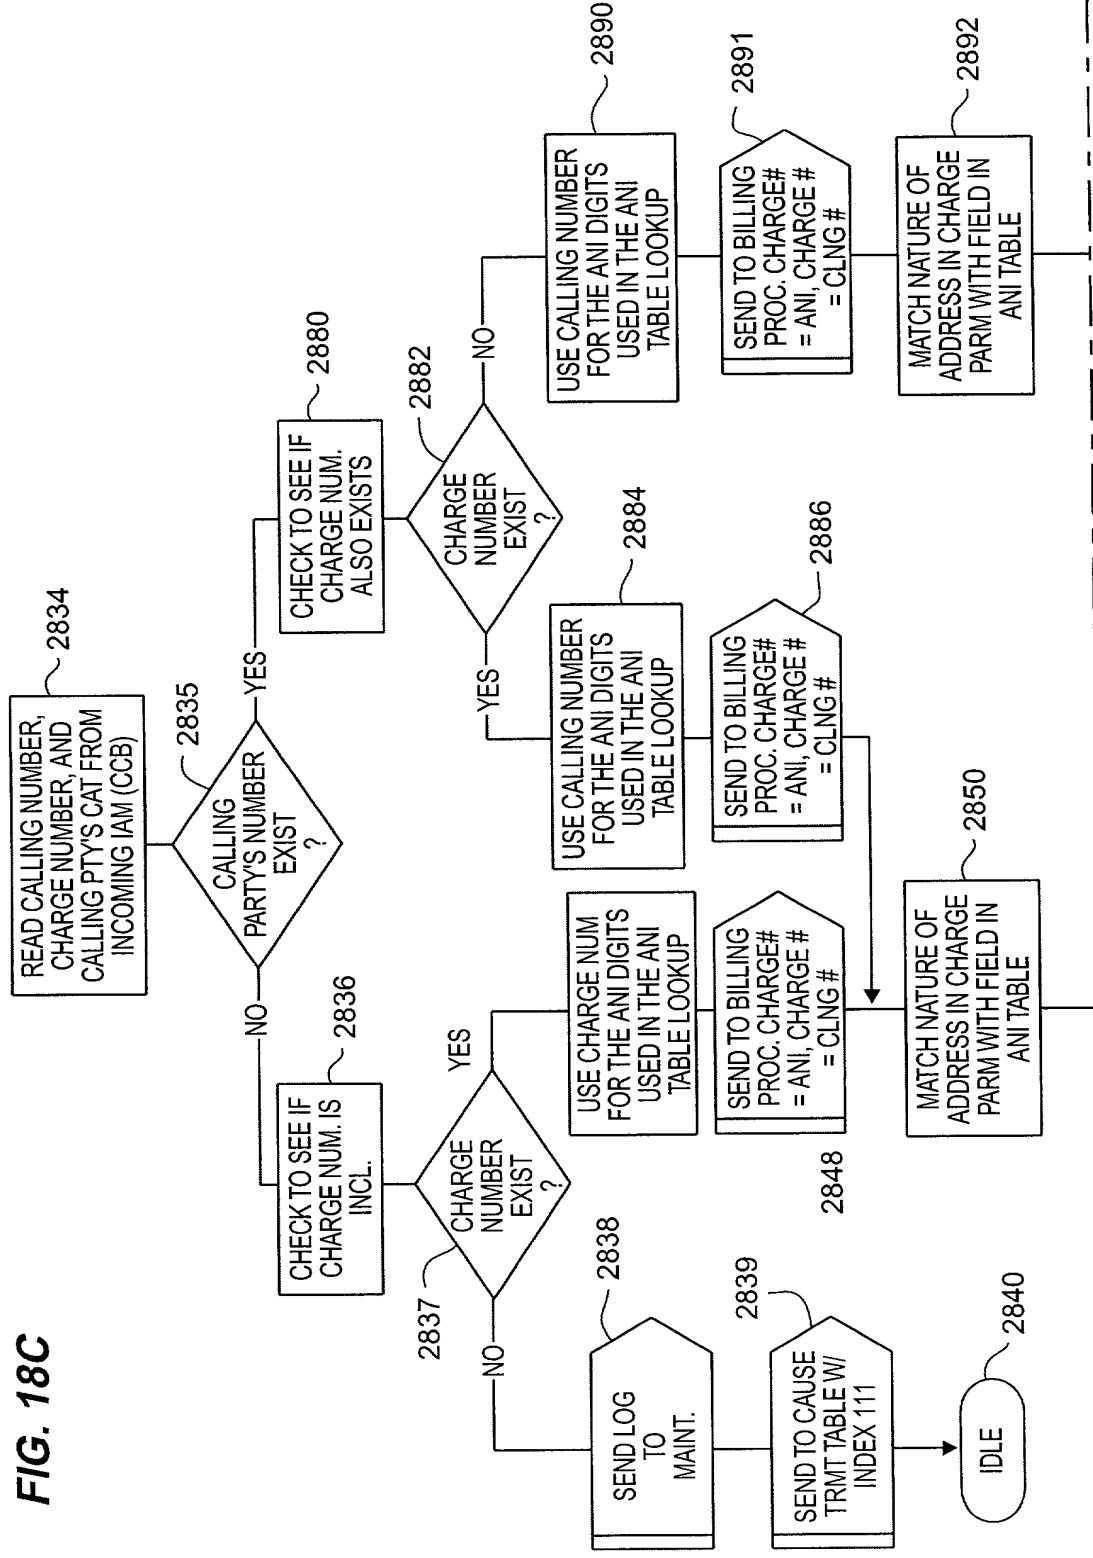 FIG. 18C
READ CALLING NUMBER,
CHARGE NUMBER, AND
CALLING PTY'S CAT FROM
INCOMING IAM (CCB)
2834
CALLING
PARTY'S NUMBER
EXIST
?
2835
NO
YES
CHECK TO SEE IF
CHARGE NUM. IS
INCL.
2836
CHECK TO SEE IF
CHARGE NUM.
ALSO EXISTS
2880
CHARGE
NUMBER
EXIST
?
2837
NO
YES
CHARGE
NUMBER
EXIST
?
2882
YES
NO
SEND LOG
TO
MAINT.
2838
USE CHARGE NUM
FOR THE ANI DIGITS
USED IN THE ANI
TABLE LOOKUP
USE CALLING NUMBER
FOR THE ANI DIGITS
USED IN THE ANI
TABLE LOOKUP
2884
USE CALLING NUMBER
FOR THE ANI DIGITS
USED IN THE ANI
TABLE LOOKUP
2890
SEND TO CAUSE
TRMT TABLE W/
INDEX 111
2839
SEND TO BILLING
PROC. CHARGE#
= ANI, CHARGE #
= CLNG #
2848
SEND TO BILLING
PROC. CHARGE#
= ANI, CHARGE #
= CLNG #
2886
SEND TO BILLING
PROC. CHARGE#
= ANI, CHARGE #
= CLNG #
2891
IDLE
2840
MATCH NATURE OF
ADDRESS IN CHARGE
PARM WITH FIELD IN
ANI TABLE
2850
MATCH NATURE OF
ADDRESS IN CHARGE
PARM WITH FIELD IN
ANI TABLE
2892